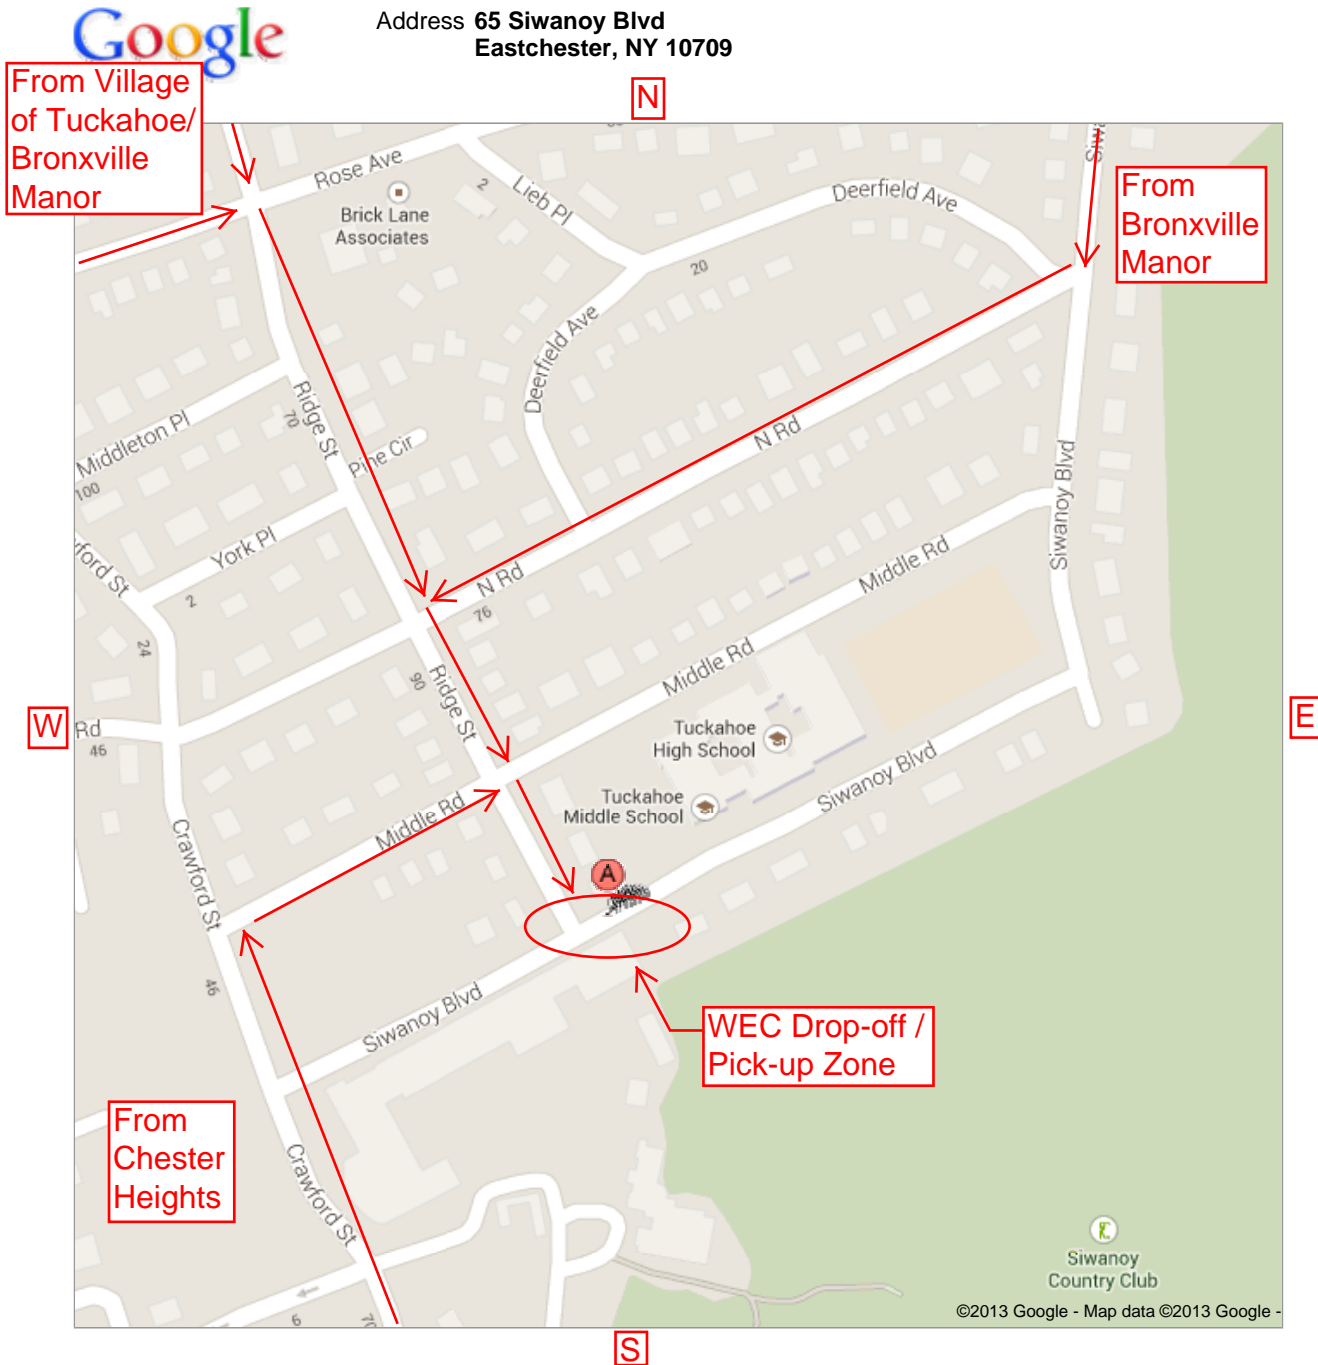 Google
Address 65 Siwanoy Blvd
Eastchester, NY 10709
From Village
of Tuckahoe/
Bronxville
Manor
N
From
Bronxville
Manor
Rose Ave
Brick Lane
Associates
2
Lieb Pl
Deerfield Ave
20
Deerfield Ave
Middleton Pl
100
70
Ridge St
Pine Cir
York Pl
2
N Rd
N Rd
76
Siwanoy Blvd
Middle Rd
24
90
Ridge St
Middle Rd
W
Rd
46
E
Tuckahoe
High School
Tuckahoe
Middle School
Siwanoy Blvd
Middle Rd
Crawford St
A
46
Siwanoy Blvd
WEC Drop-off /
Pick-up Zone
From
Chester
Heights
Crawford St
6
70
Siwanoy
Country Club
©2013 Google - Map data ©2013 Google -
S